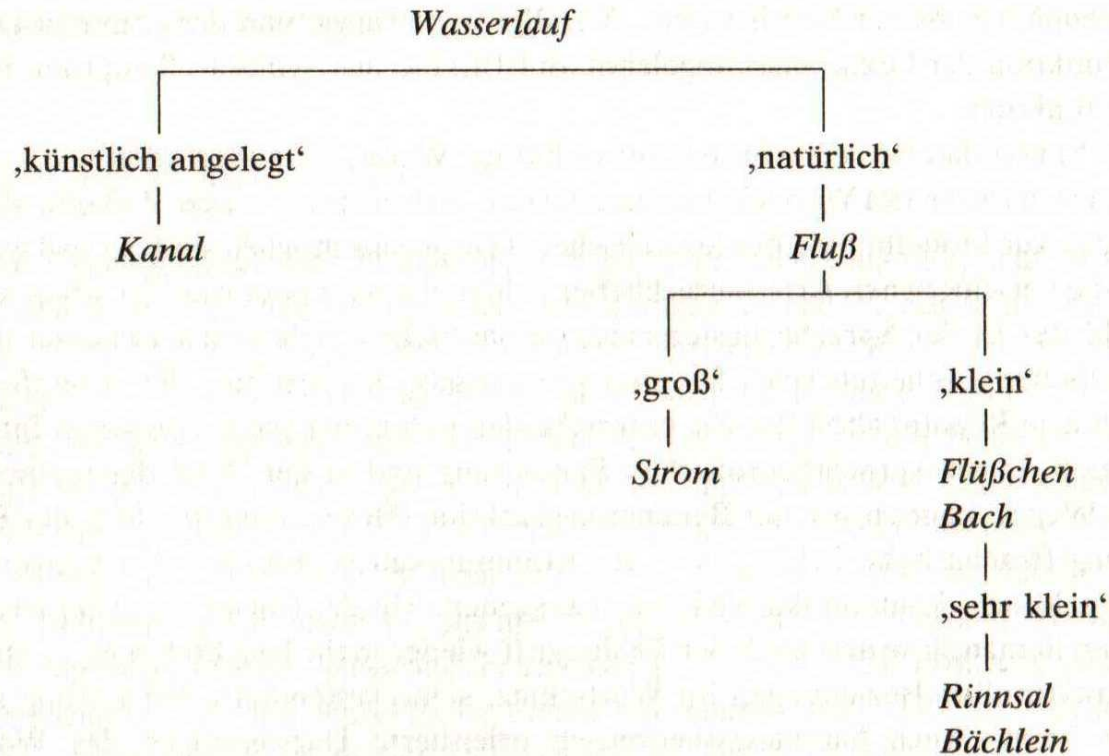 Wasserlauf
‚künstlich angelegt‘ ‚natürlich‘
Kanal Fluß
‚groß‘ ‚klein‘
Strom Flüßchen
Bach
‚sehr klein‘
Rinnsal
Bächlein